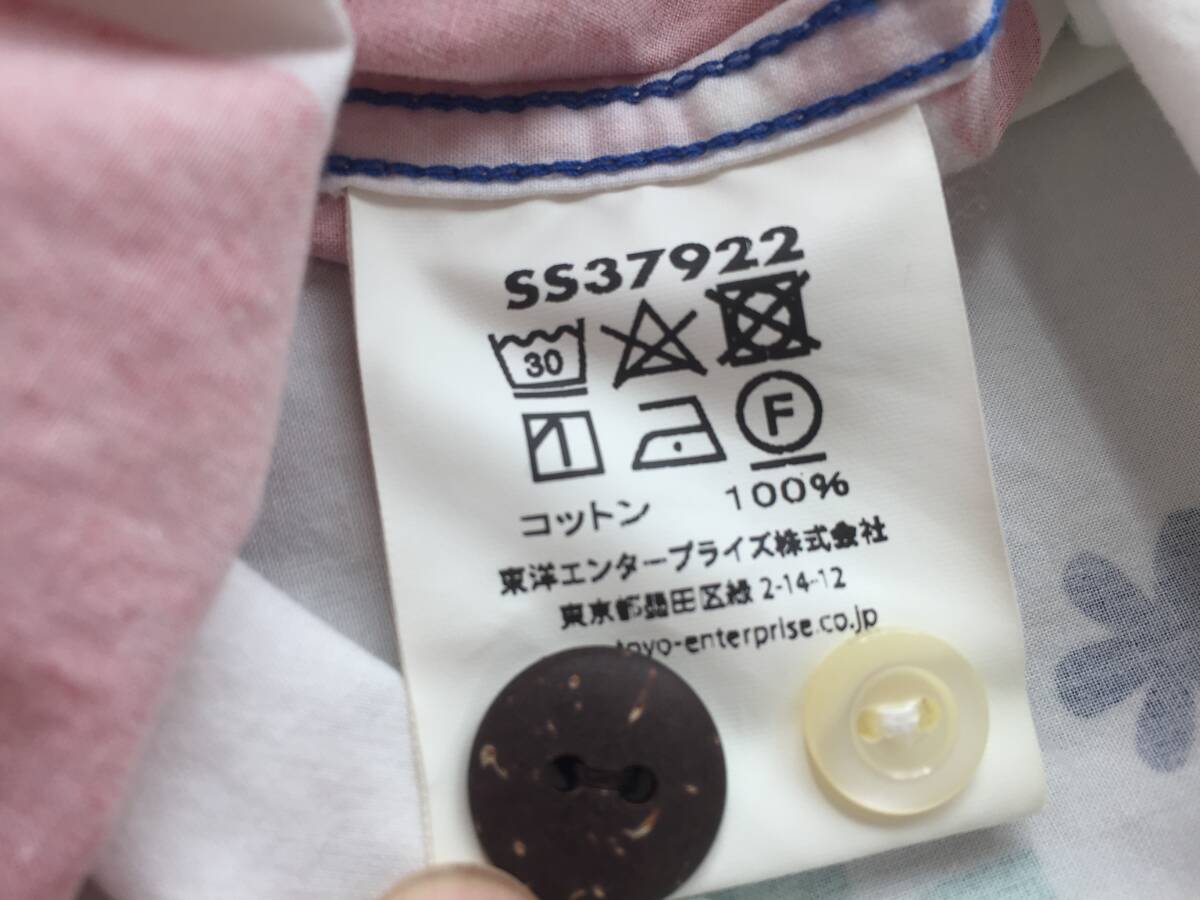 SS37922
30
F
コットン 100%
東洋エンタープライズ株式会社
東京都墨田区緑 2-14-12
toyo-enterprise.co.jp